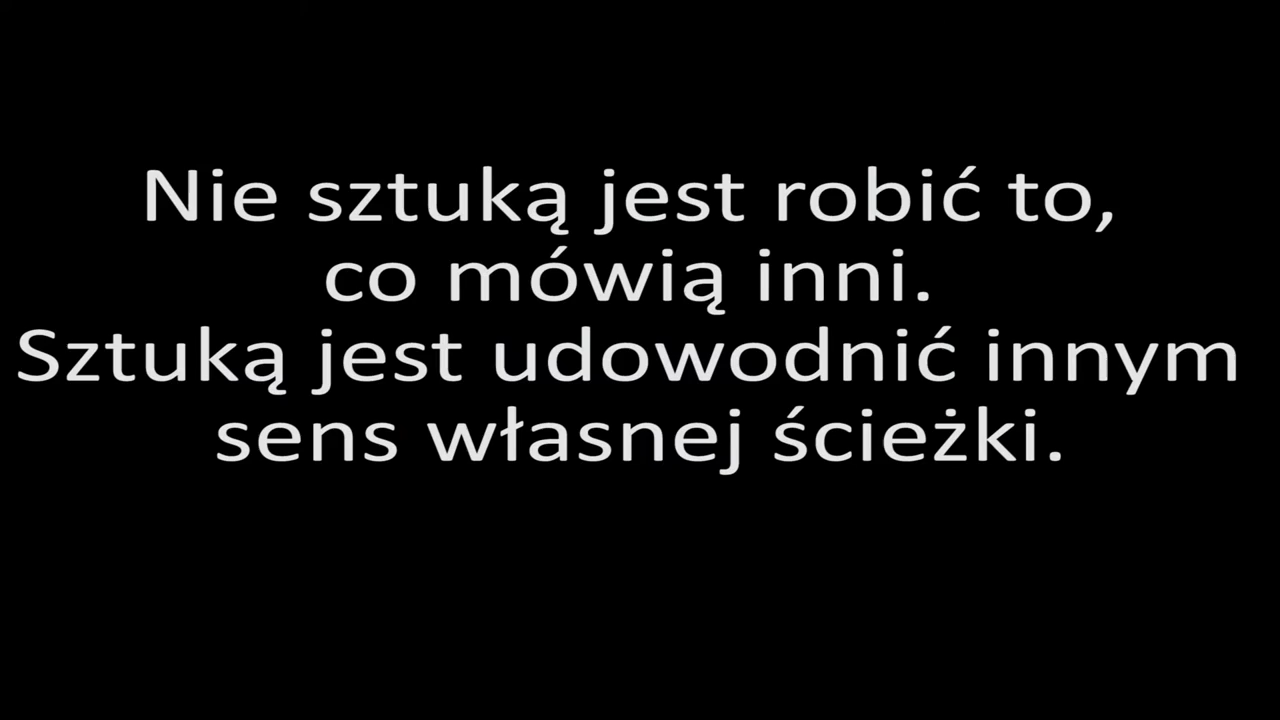 Nie sztuką jest robić to,
co mówią inni.
Sztuką jest udowodnić innym
sens własnej ścieżki.